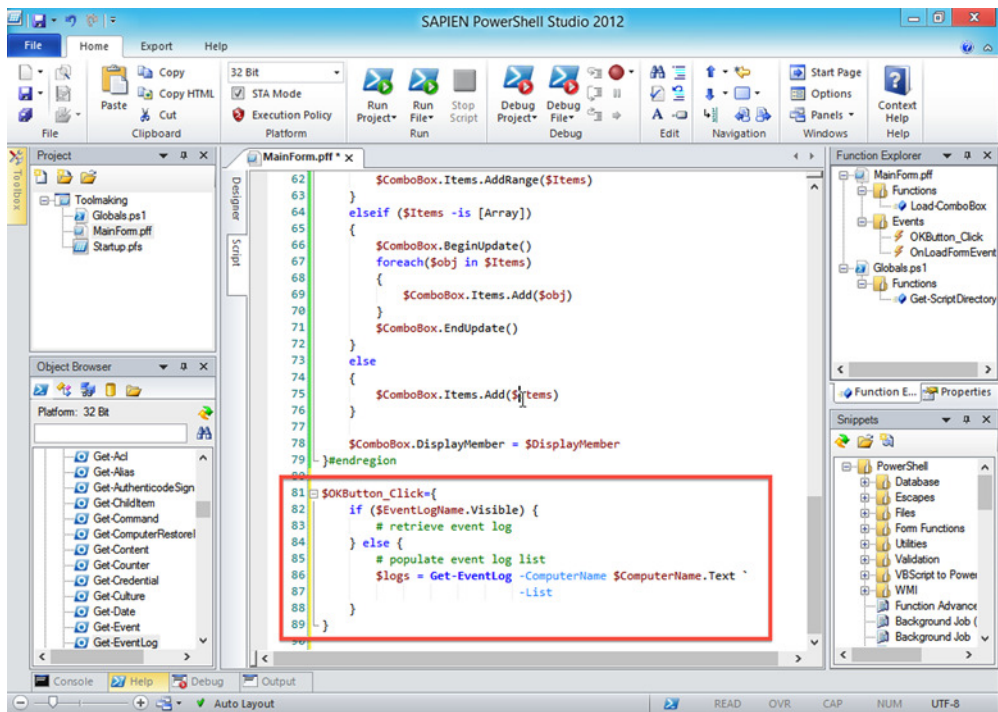 SAPIEN PowerShell Studio 2012
File Home Export Help
Copy
Copy HTML
Cut
Paste
32 Bit
STA Mode
Execution Policy
Run Project
Run File
Stop Script
Debug Project
Debug File
Start Page
Options
Panels
Context Help
File Clipboard Platform Run Debug Edit Navigation Windows Help
Toolbox
Project
Toolmaking
Globals.ps1
MainForm.pff
Startup.pfs
Object Browser
Platform: 32 Bit
Get-Acl
Get-Alias
Get-AuthenticodeSign
Get-ChildItem
Get-Command
Get-ComputerRestorel
Get-Content
Get-Counter
Get-Credential
Get-Culture
Get-Date
Get-Event
Get-EventLog
MainForm.pff *
Designer
Script
62 $ComboBox.Items.AddRange($Items)
63 }
64 elseif ($Items -is [Array])
65 {
66 $ComboBox.BeginUpdate()
67 foreach($obj in $Items)
68 {
69 $ComboBox.Items.Add($obj)
70 }
71 $ComboBox.EndUpdate()
72 }
73 else
74 {
75 $ComboBox.Items.Add($Items)
76 }
77
78 $ComboBox.DisplayMember = $DisplayMember
79 }#endregion
80
81 $OKButton_Click={
82 if ($EventLogName.Visible) {
83 # retrieve event log
84 } else {
85 # populate event log list
86 $logs = Get-EventLog -ComputerName $ComputerName.Text `
87 -List
88 }
89 }
90
Function Explorer
MainForm.pff
Functions
Load-ComboBox
Events
OKButton_Click
OnLoadFormEvent
Globals.ps1
Functions
Get-ScriptDirectory
Function E... Properties
Snippets
PowerShell
Database
Escapes
Files
Form Functions
Utilities
Validation
VBScript to Power
WMI
Function Advance
Background Job (
Background Job
Console Help Debug Output
Auto Layout READ OVR CAP NUM UTF-8